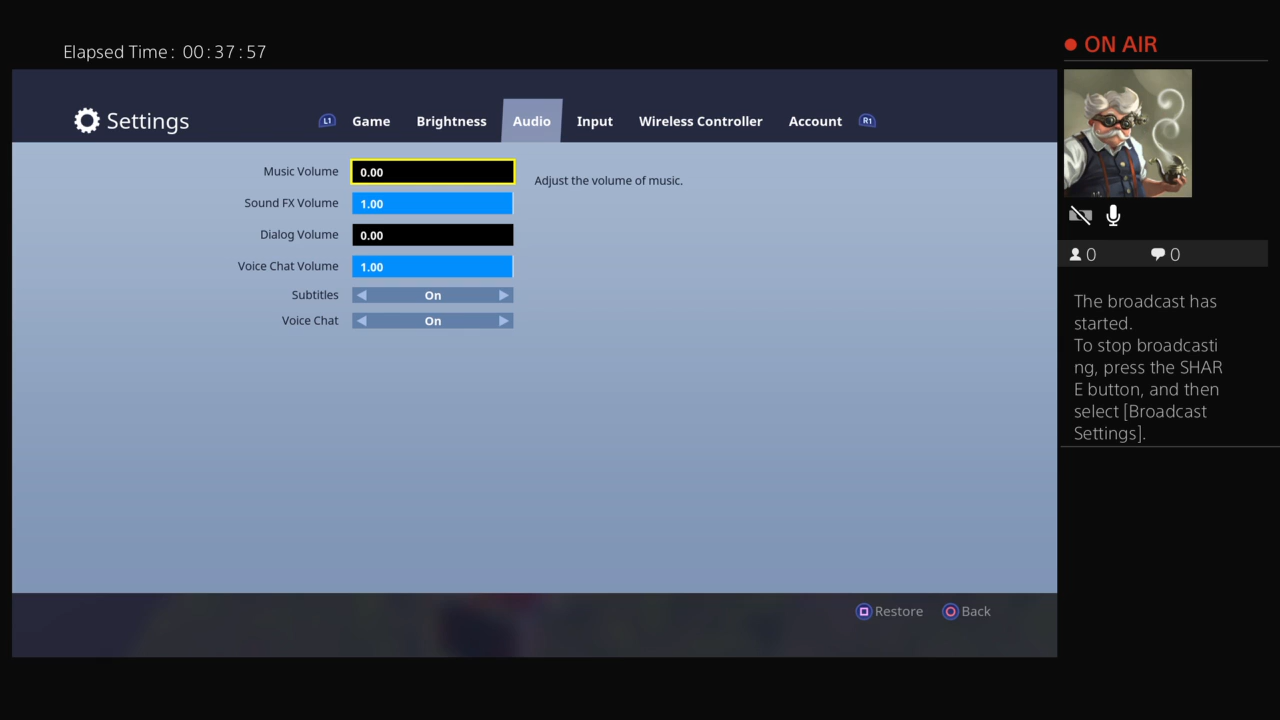 Elapsed Time: 00:37:57
ON AIR
Settings
L1 Game Brightness Audio Input Wireless Controller Account R1
Music Volume 0.00 Adjust the volume of music.
Sound FX Volume 1.00
Dialog Volume 0.00
Voice Chat Volume 1.00
Subtitles On
Voice Chat On
0 0
The broadcast has
started.
To stop broadcasti
ng, press the SHAR
E button, and then
select [Broadcast
Settings].
Restore Back